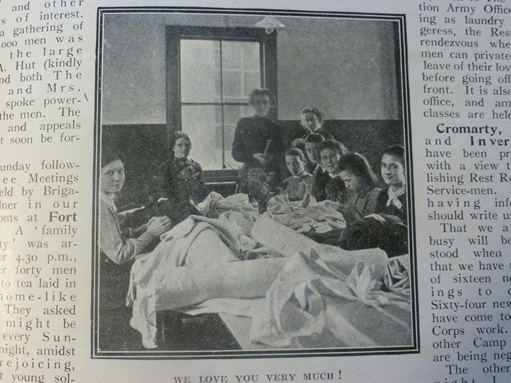 and other
s of interest.
a gathering of
000 men was
the large
A. Hut (kindly
nd both The
and Mrs.
spoke power-
the men. The
and appeals
t soon be for-
unday follow-
ee Meetings
eld by Briga-
lner in our
oms at Fort
A 'family
ty' was ar-
or 4.30 p.m.,
er forty men
to tea laid in
home-like
They asked
might be
every Sun-
night, amidst
rejoicing,
t young sol-
WE LOVE YOU VERY MUCH!
tion Army Office
ing as laundry
geress, the Res
rendezvous whe
men can private
leave of their lov
before going off
front. It is also
office, and am
classes are held
Cromarty,
and Inver
have been pr
with a view t
lishing Rest Ro
Service-men.
having info
should write us
That we a
busy will be
stood when
that we have
of sixteen ne
ings to c
Sixty-four new
have come to
Corps work.
other Camp
are being neg
The other